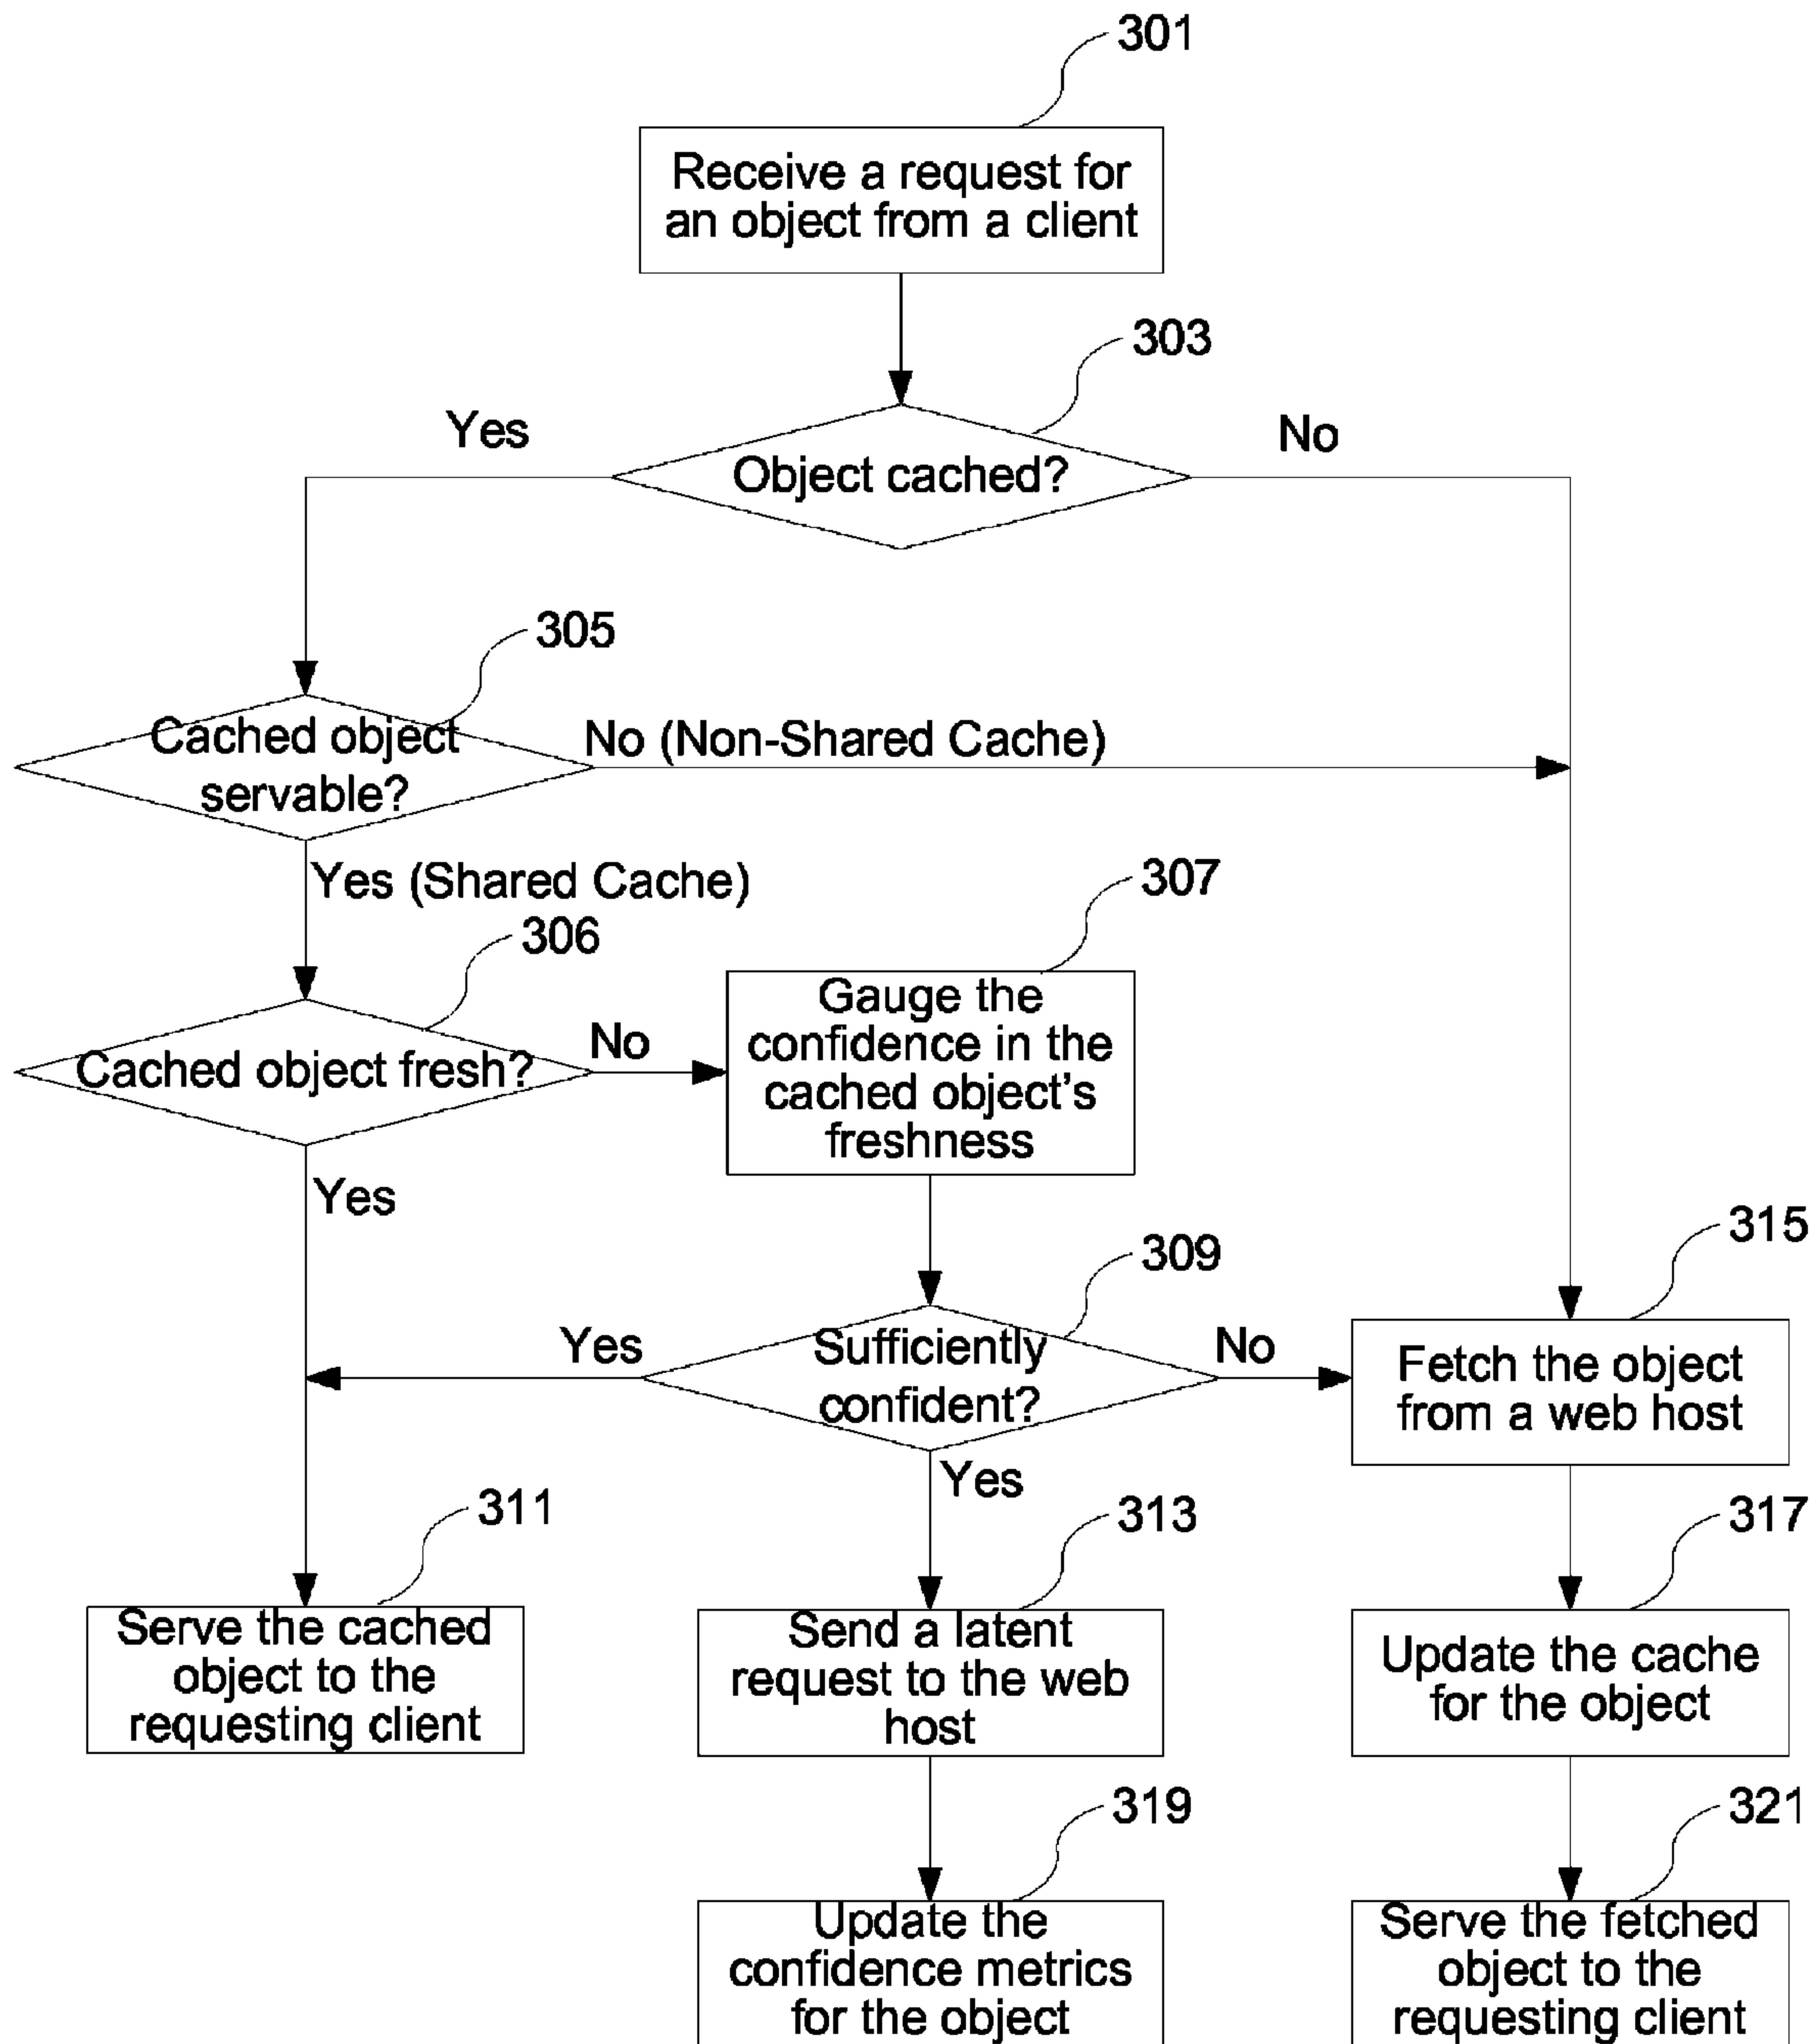 301
Receive a request for
an object from a client
303
Yes
No
Object cached?
305
Cached object
servable?
No (Non-Shared Cache)
Yes (Shared Cache)
306
307
Cached object fresh?
No
Gauge the
confidence in the
cached object's
freshness
Yes
309
315
Yes
Sufficiently
confident?
No
Fetch the object
from a web host
Yes
311
313
317
Serve the cached
object to the
requesting client
Send a latent
request to the web
host
Update the cache
for the object
319
321
Update the
confidence metrics
for the object
Serve the fetched
object to the
requesting client